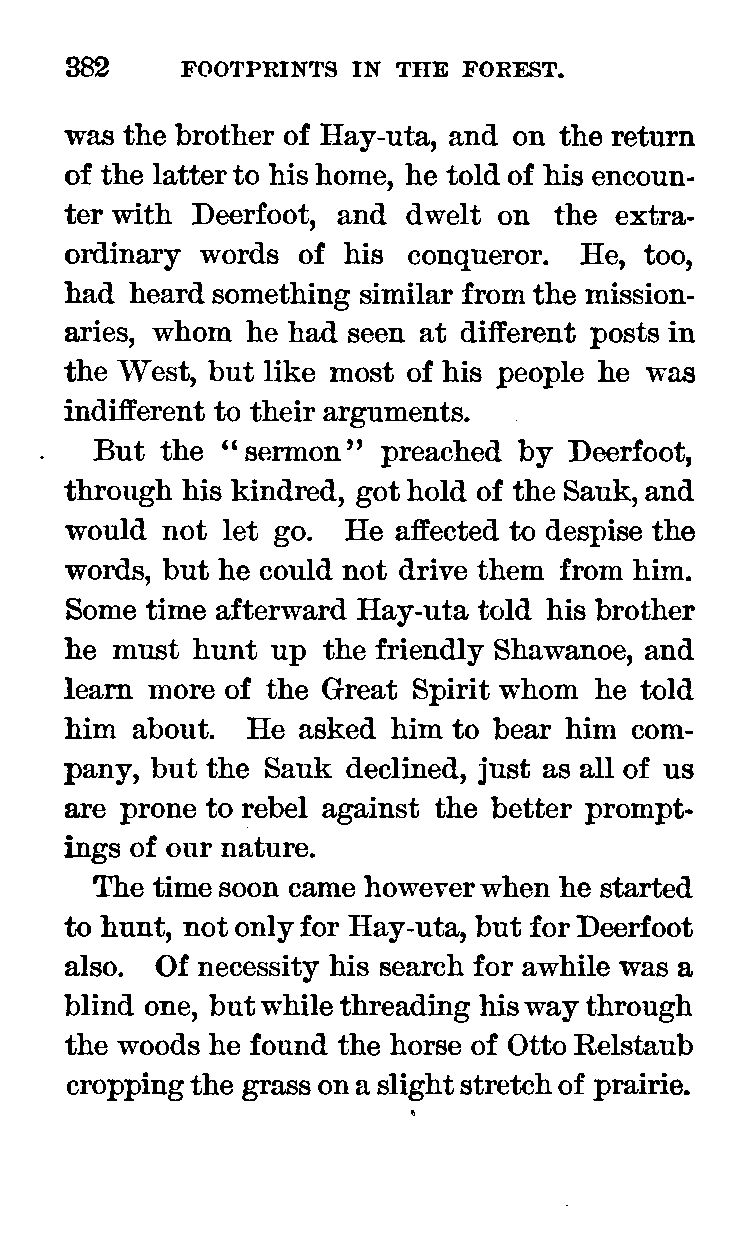 382 FOOTPRINTS IN THE FOREST.
was the brother of Hay-uta, and on the return
of the latter to his home, he told of his encoun-
ter with Deerfoot, and dwelt on the extra-
ordinary words of his conqueror. He, too,
had heard something similar from the mission-
aries, whom he had seen at different posts in
the West, but like most of his people he was
indifferent to their arguments.
But the "sermon" preached by Deerfoot,
through his kindred, got hold of the Sauk, and
would not let go. He affected to despise the
words, but he could not drive them from him.
Some time afterward Hay-uta told his brother
he must hunt up the friendly Shawanoe, and
learn more of the Great Spirit whom he told
him about. He asked him to bear him com-
pany, but the Sauk declined, just as all of us
are prone to rebel against the better prompt-
ings of our nature.
The time soon came however when he started
to hunt, not only for Hay-uta, but for Deerfoot
also. Of necessity his search for awhile was a
blind one, but while threading his way through
the woods he found the horse of Otto Relstaub
cropping the grass on a slight stretch of prairie.